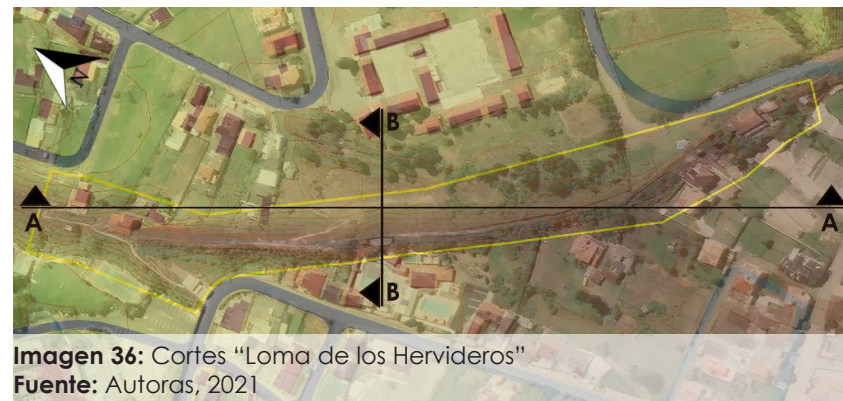 N
B
A
A
B
Imagen 36: Cortes “Loma de los Hervideros”
Fuente: Autoras, 2021